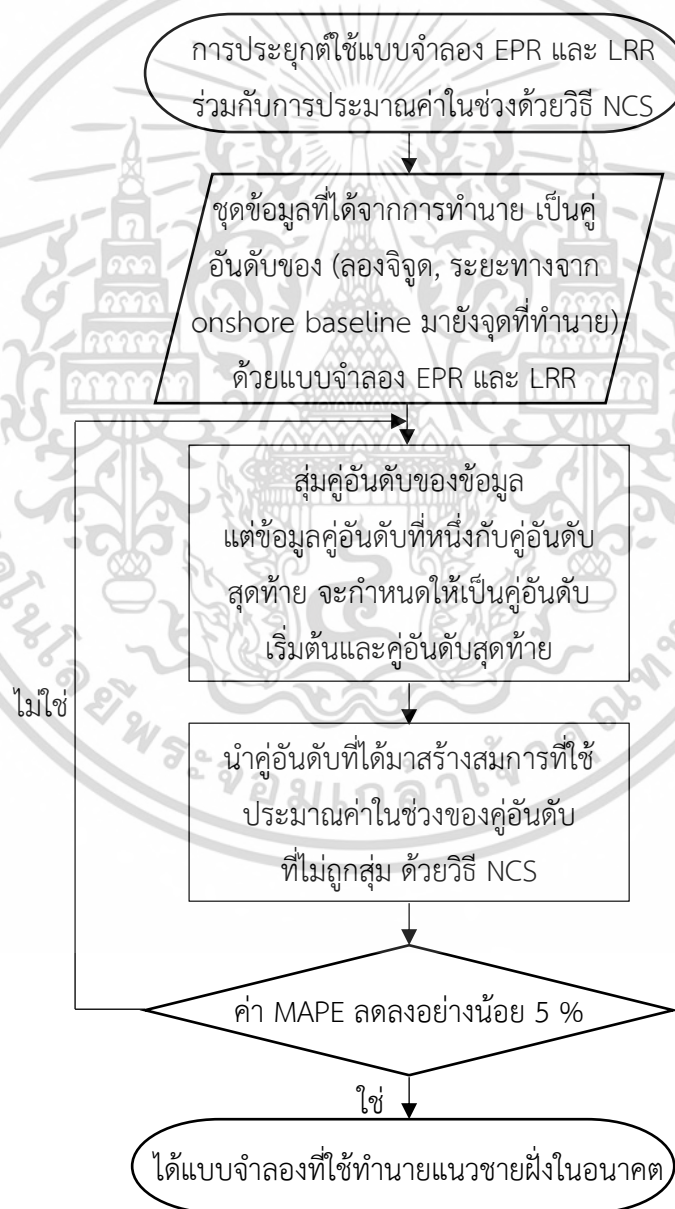 การประยุกต์ใช้แบบจำลอง EPR และ LRR
ร่วมกับการประมาณค่าในช่วงด้วยวิธี NCS
ชุดข้อมูลที่ได้จากการทำนาย เป็นคู่
อันดับของ (ลองจิจูด, ระยะทางจาก
onshore baseline มายังจุดที่ทำนาย)
ด้วยแบบจำลอง EPR และ LRR
สุ่มคู่อันดับของข้อมูล
แต่ข้อมูลคู่อันดับที่หนึ่งกับคู่อันดับ
สุดท้าย จะกำหนดให้เป็นคู่อันดับ
เริ่มต้นและคู่อันดับสุดท้าย
ไม่ใช่
นำคู่อันดับที่ได้มาสร้างสมการที่ใช้
ประมาณค่าในช่วงของคู่อันดับ
ที่ไม่ถูกสุ่ม ด้วยวิธี NCS
ค่า MAPE ลดลงอย่างน้อย 5 %
ใช่
ได้แบบจำลองที่ใช้ทำนายแนวชายฝั่งในอนาคต